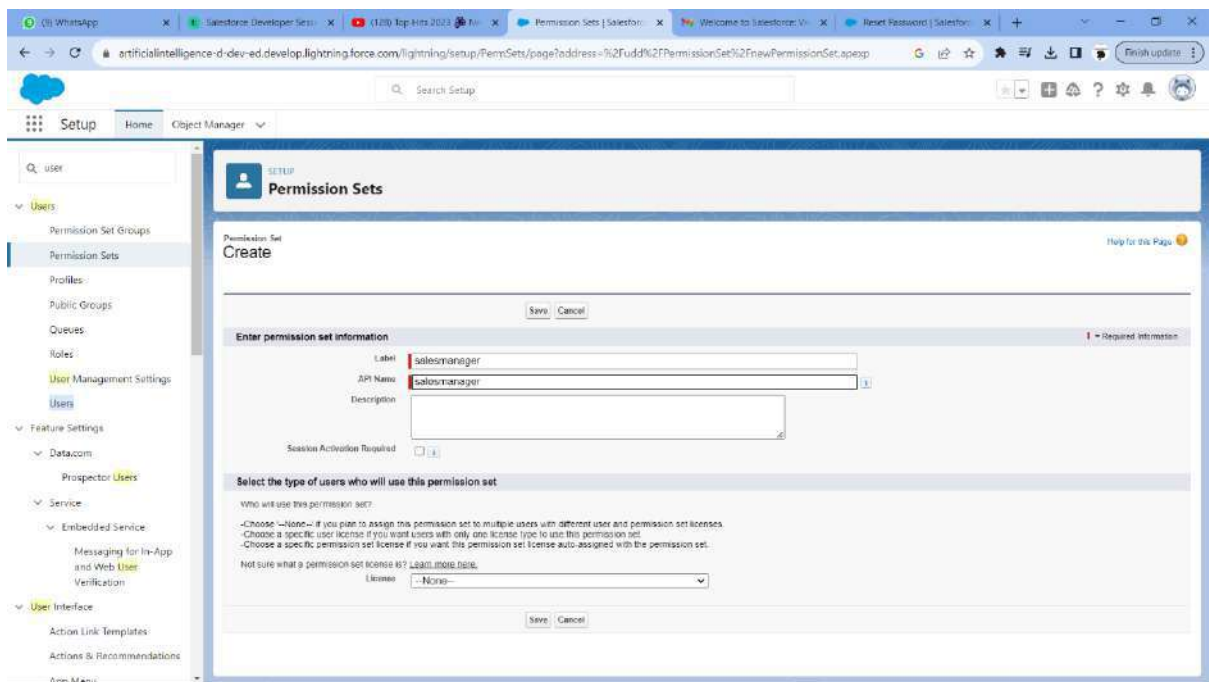 (9) WhatsApp
Salesforce Developer Sess
(120) Top Hits 2023
Permission Sets | Salesforc
Welcome to Salesforce: V
Reset Password | Salesforc
artificialintelligence-d-dev-ed.develop.lightning.force.com/lightning/setup/PermSets/page?address=%2Fudd%2FPermissionSet%2FnewPermissionSet.apexp
Finish update
Search Setup
Setup
Home
Object Manager
user
SETUP
Permission Sets
Users
Permission Set Groups
Permission Sets
Profiles
Public Groups
Queues
Roles
User Management Settings
Users
Feature Settings
Data.com
Prospector Users
Service
Embedded Service
Messaging for In-App
and Web User
Verification
User Interface
Action Link Templates
Actions & Recommendations
App Menu
Permission Set
Create
Help for this Page
Save Cancel
Enter permission set information
= Required Information
Label salesmanager
API Name salesmanager
Description
Session Activation Required
Select the type of users who will use this permission set
Who will use this permission set?
-Choose '--None--' if you plan to assign this permission set to multiple users with different user and permission set licenses.
-Choose a specific user license if you want users with only one license type to use this permission set.
-Choose a specific permission set license if you want this permission set license auto-assigned with the permission set.
Not sure what a permission set license is? Learn more here.
License --None--
Save Cancel